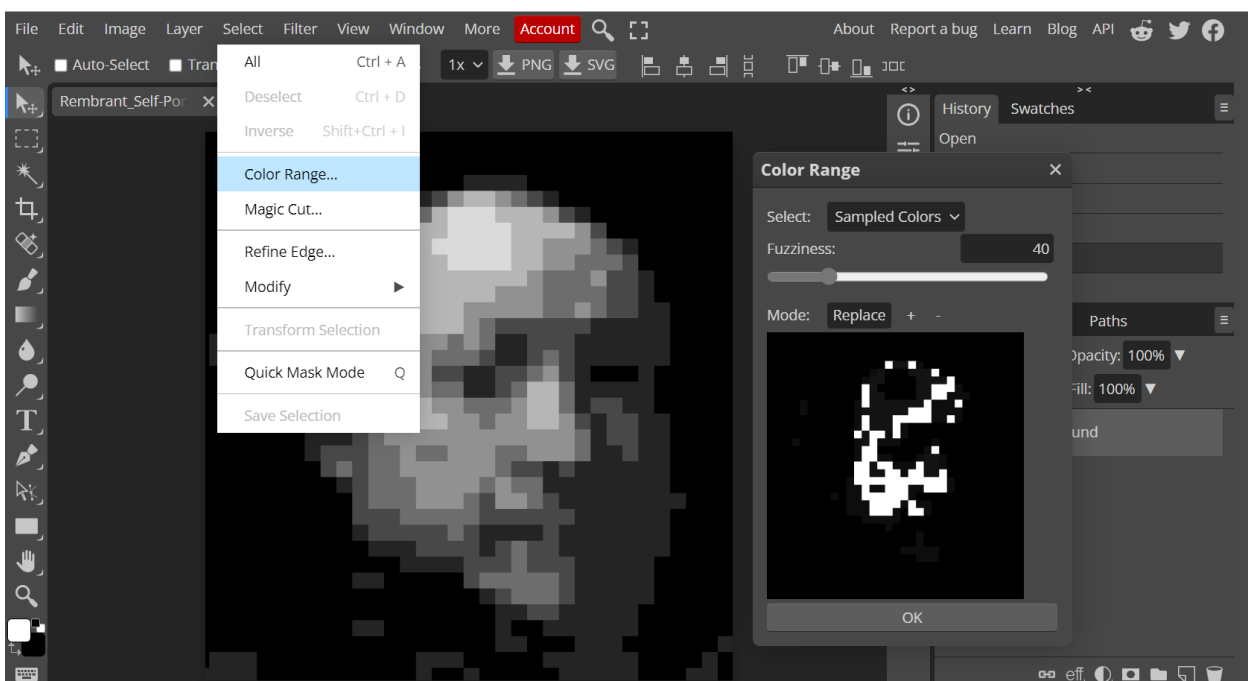 File Edit Image Layer Select Filter View Window More Account About Report a bug Learn Blog API
Auto-Select 1x PNG SVG
Rembrant_Self-Por
All Ctrl + A
Deselect Ctrl + D
Inverse Shift+Ctrl + I
Color Range...
Magic Cut...
Refine Edge...
Modify
Transform Selection
Quick Mask Mode Q
Save Selection
History Swatches
Open
Color Range
Select: Sampled Colors
Fuzziness: 40
Mode: Replace + -
OK
Paths
Opacity: 100%
Fill: 100%
eff